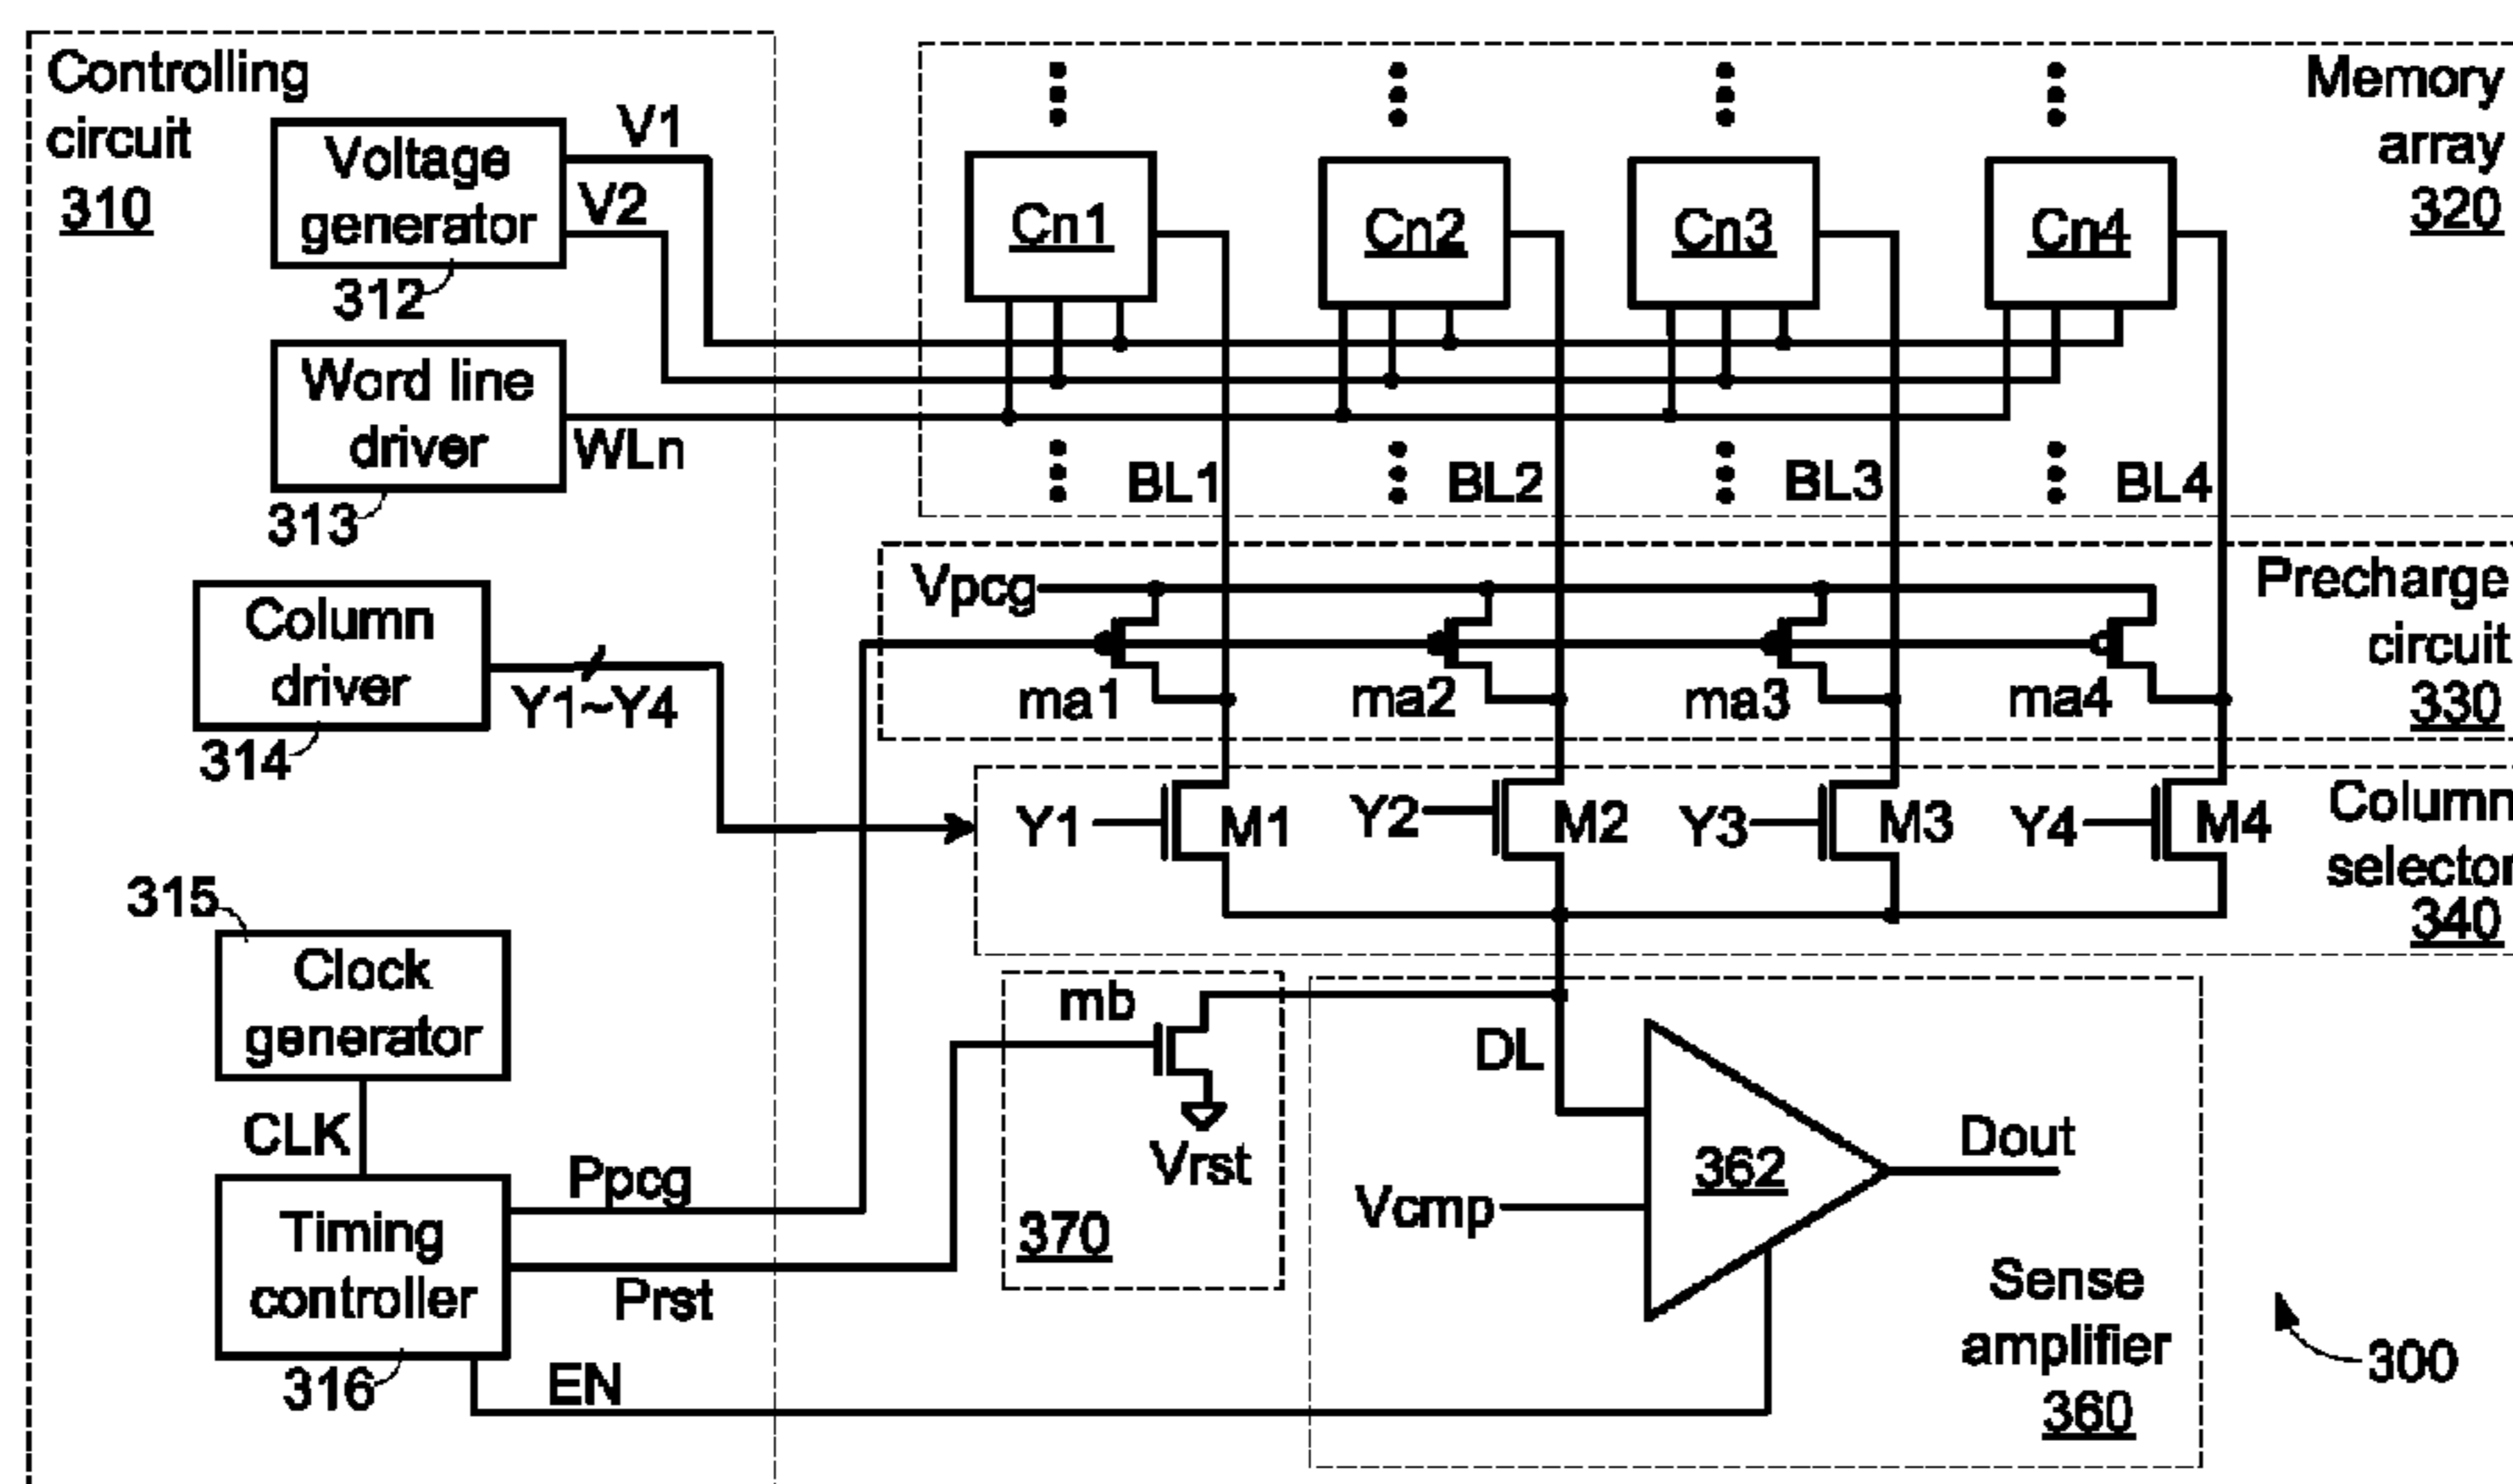 Controlling
circuit
310
Voltage
generator
312
V1
V2
Word line
driver
313
WLn
Column
driver
314
Y1~Y4
315
Clock
generator
CLK
Timing
controller
316
Ppcg
Prst
EN
Memory
array
320
Cn1
Cn2
Cn3
Cn4
BL1
BL2
BL3
BL4
Precharge
circuit
330
Vpcg
ma1
ma2
ma3
ma4
Column
selector
340
Y1
M1
Y2
M2
Y3
M3
Y4
M4
mb
Vrst
370
DL
Vcmp
362
Dout
Sense
amplifier
360
300